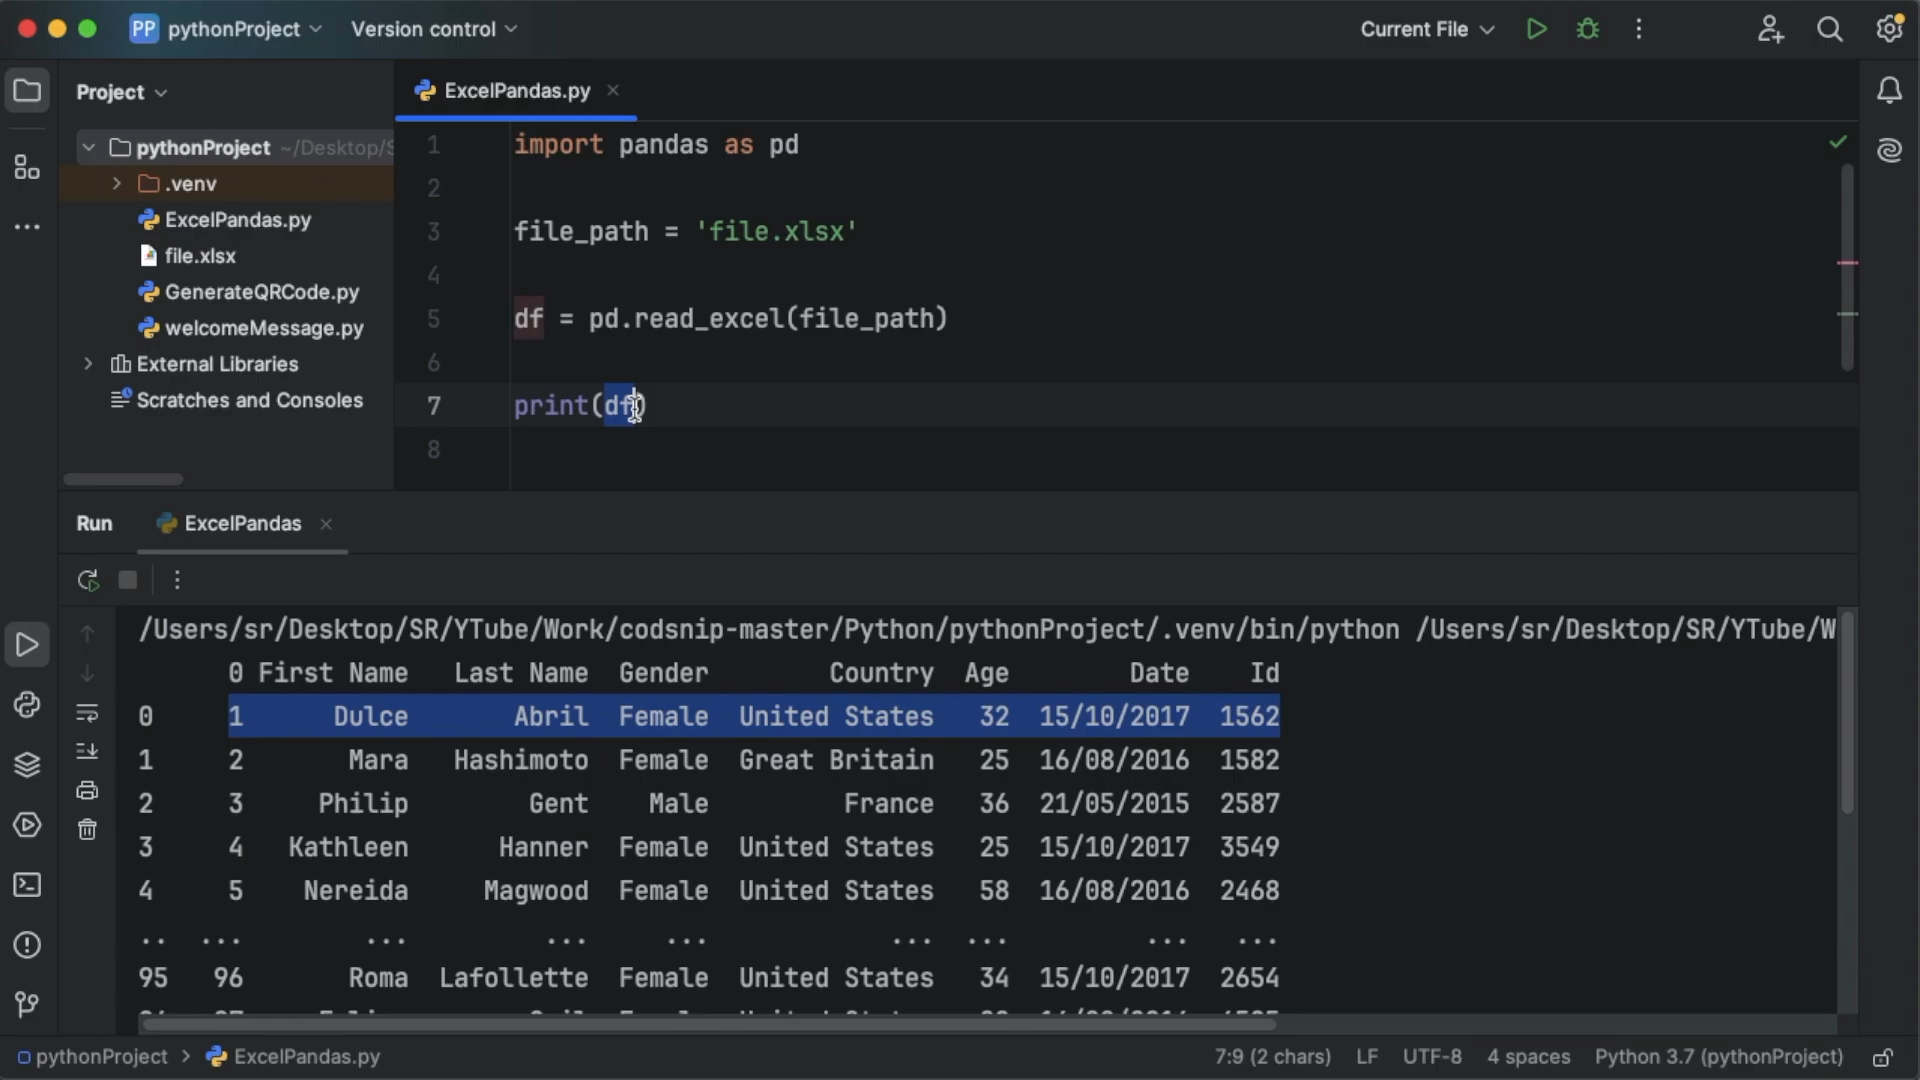 PP pythonProject Version control Current File
Project
pythonProject ~/Desktop/S
.venv
ExcelPandas.py
file.xlsx
GenerateQRCode.py
welcomeMessage.py
External Libraries
Scratches and Consoles
ExcelPandas.py
1 import pandas as pd
2
3 file_path = 'file.xlsx'
4
5 df = pd.read_excel(file_path)
6
7 print(df)
8
Run ExcelPandas
/Users/sr/Desktop/SR/YTube/Work/codsnip-master/Python/pythonProject/.venv/bin/python /Users/sr/Desktop/SR/YTube/W
0 First Name Last Name Gender Country Age Date Id
0 1 Dulce Abril Female United States 32 15/10/2017 1562
1 2 Mara Hashimoto Female Great Britain 25 16/08/2016 1582
2 3 Philip Gent Male France 36 21/05/2015 2587
3 4 Kathleen Hanner Female United States 25 15/10/2017 3549
4 5 Nereida Magwood Female United States 58 16/08/2016 2468
.. ... ... ... ... ... ... ... ...
95 96 Roma Lafollette Female United States 34 15/10/2017 2654
pythonProject > ExcelPandas.py 7:9 (2 chars) LF UTF-8 4 spaces Python 3.7 (pythonProject)